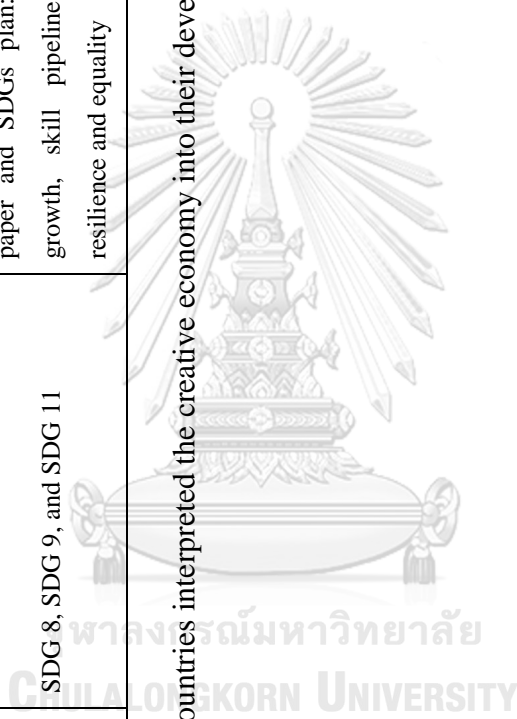 SDG 8, SDG 9, and SDG 11
paper and SDGs plan:
growth, skill pipeline
resilience and equality
ountries interpreted the creative economy into their deve
จุฬาลงกรณ์มหาวิทยาลัย
CHULALONGKORN UNIVERSITY